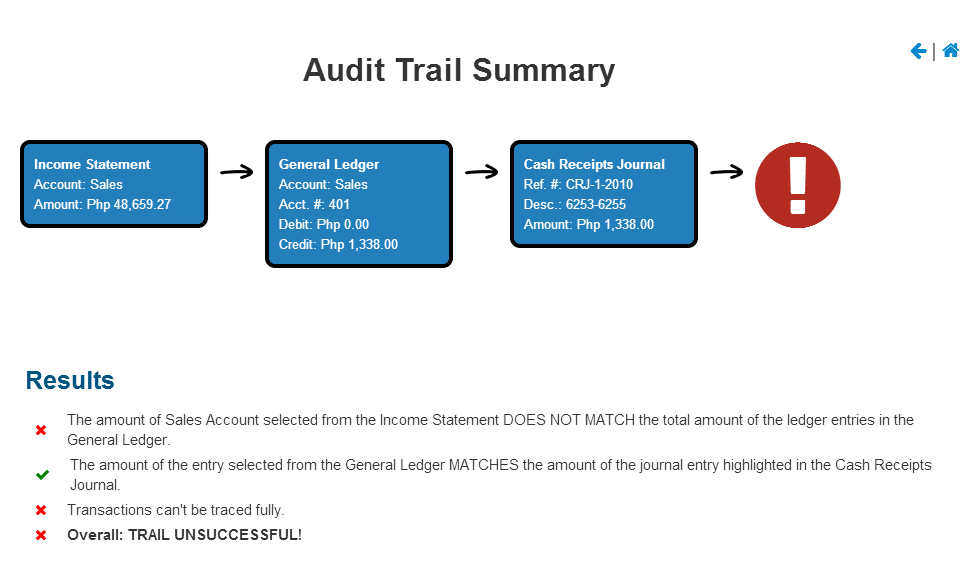 Audit Trail Summary
Income Statement
Account: Sales
Amount: Php 48,659.27
General Ledger
Account: Sales
Acct. #: 401
Debit: Php 0.00
Credit: Php 1,338.00
Cash Receipts Journal
Ref. #: CRJ-1-2010
Desc.: 6253-6255
Amount: Php 1,338.00
Results
The amount of Sales Account selected from the Income Statement DOES NOT MATCH the total amount of the ledger entries in the
General Ledger.
The amount of the entry selected from the General Ledger MATCHES the amount of the journal entry highlighted in the Cash Receipts
Journal.
Transactions can't be traced fully.
Overall: TRAIL UNSUCCESSFUL!